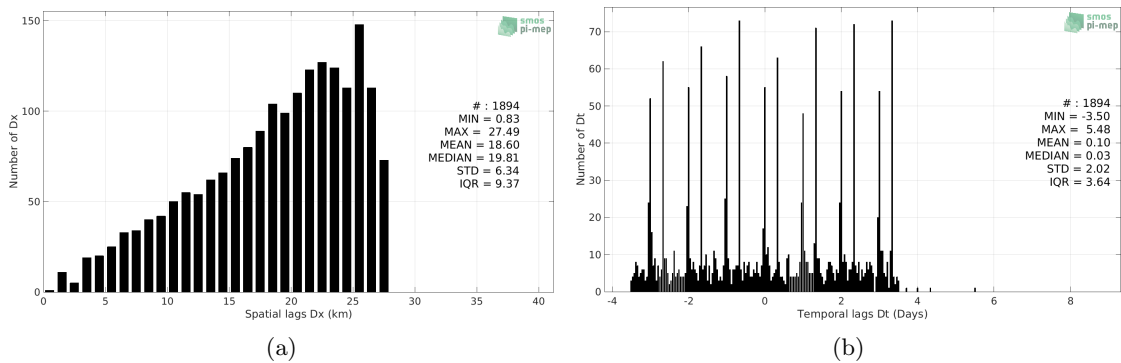 smos
pi-mep
150
100
50
0
Number of Dx
# : 1894
MIN = 0.83
MAX = 27.49
MEAN = 18.60
MEDIAN = 19.81
STD = 6.34
IQR = 9.37
0 5 10 15 20 25 30 35 40
Spatial lags Dx (km)
(a)
smos
pi-mep
70
60
50
40
30
20
10
0
Number of Dt
# : 1894
MIN = -3.50
MAX = 5.48
MEAN = 0.10
MEDIAN = 0.03
STD = 2.02
IQR = 3.64
-4 -2 0 2 4 6 8
Temporal lags Dt (Days)
(b)